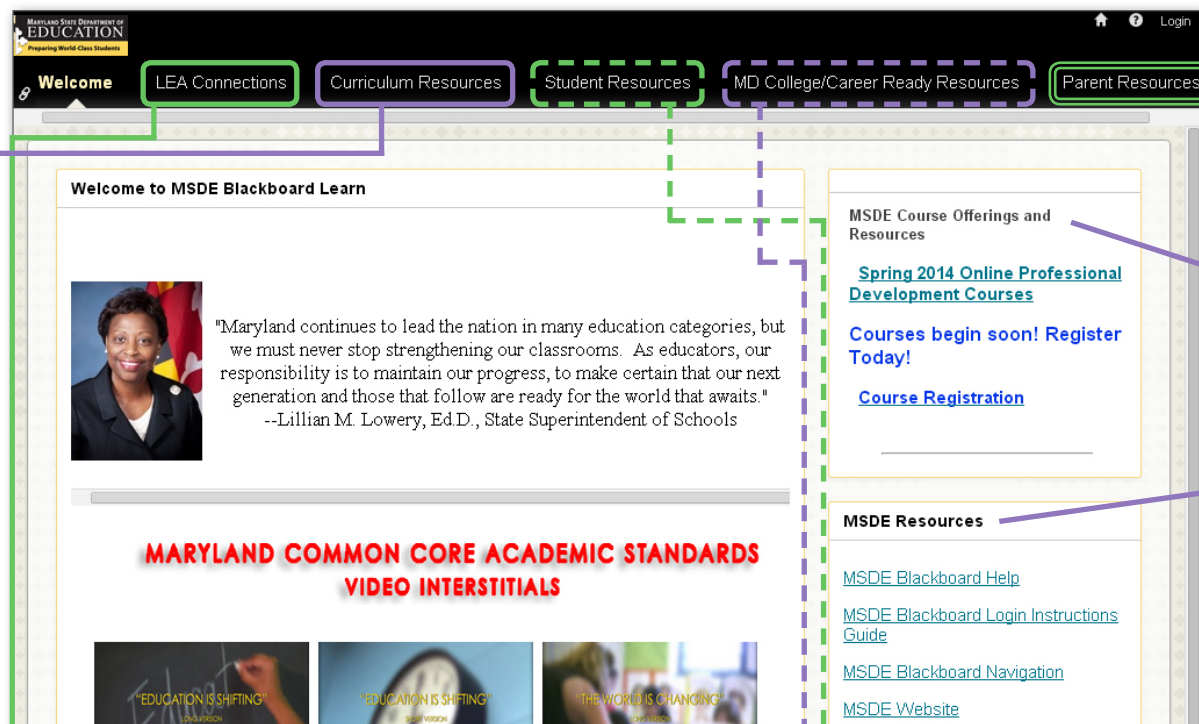 MARYLAND STATE DEPARTMENT OF
EDUCATION
Preparing World-Class Students
Login
Welcome
LEA Connections
Curriculum Resources
Student Resources
MD College/Career Ready Resources
Parent Resources
Welcome to MSDE Blackboard Learn
"Maryland continues to lead the nation in many education categories, but
we must never stop strengthening our classrooms. As educators, our
responsibility is to maintain our progress, to make certain that our next
generation and those that follow are ready for the world that awaits."
--Lillian M. Lowery, Ed.D., State Superintendent of Schools
MARYLAND COMMON CORE ACADEMIC STANDARDS
VIDEO INTERSTITIALS
"EDUCATION IS SHIFTING"
LONG VERSION
"EDUCATION IS SHIFTING"
SHORT VERSION
"THE WORLD IS CHANGING"
LONG VERSION
MSDE Course Offerings and
Resources
Spring 2014 Online Professional
Development Courses
Courses begin soon! Register
Today!
Course Registration
MSDE Resources
MSDE Blackboard Help
MSDE Blackboard Login Instructions
Guide
MSDE Blackboard Navigation
MSDE Website